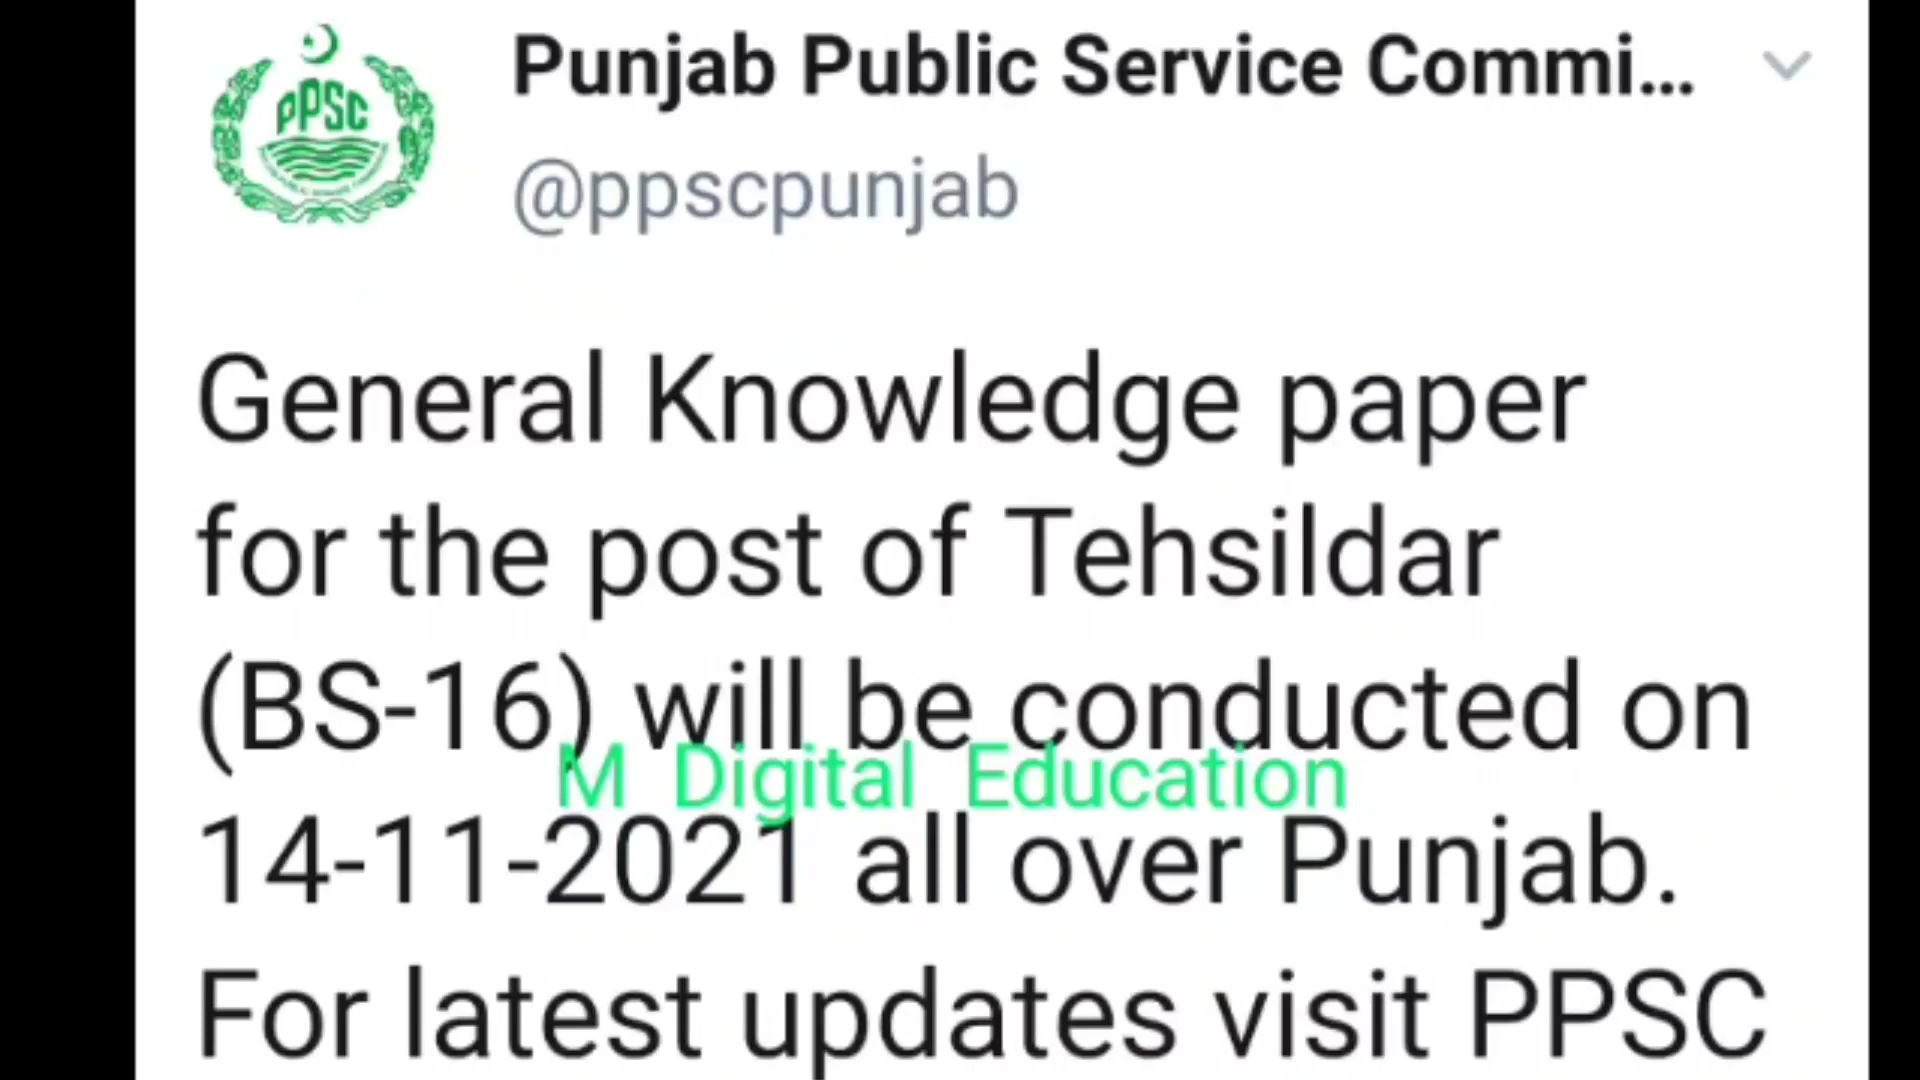 PPSC
Punjab Public Service Commi...
@ppscpunjab
General Knowledge paper
for the post of Tehsildar
(BS-16) will be conducted on
M Digital Education
14-11-2021 all over Punjab.
For latest updates visit PPSC